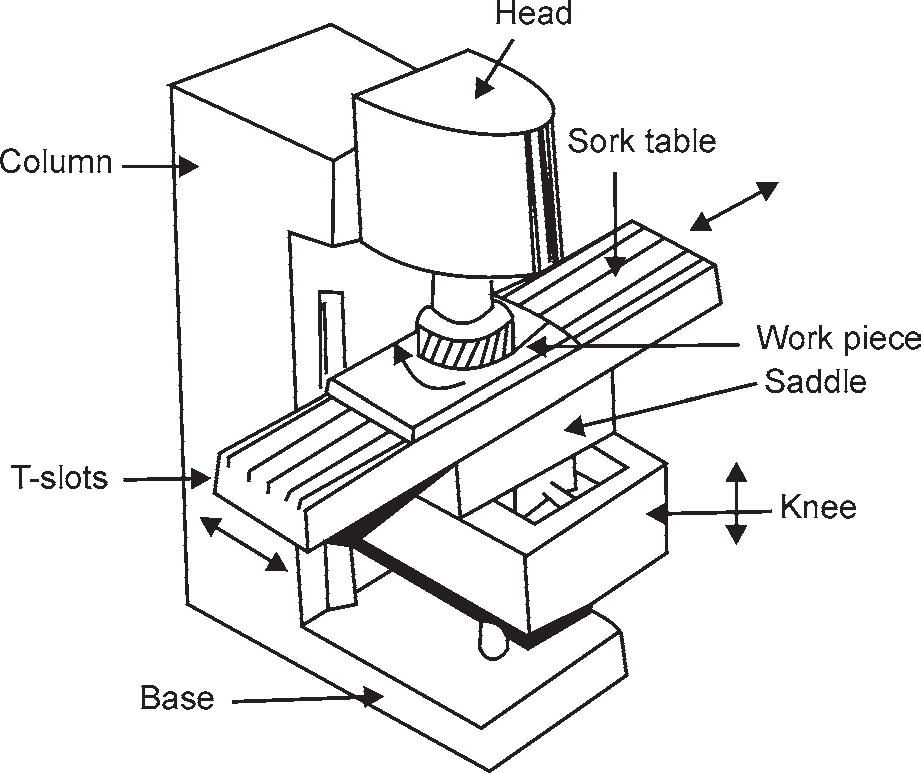 Head
Sork table
Column
Work piece
Saddle
T-slots
Knee
Base